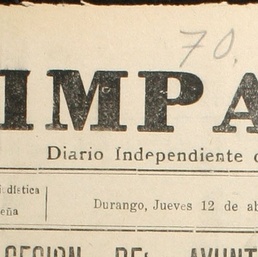 70.
IMPA
Diario Independiente
Durango, Jueves 12 de ab